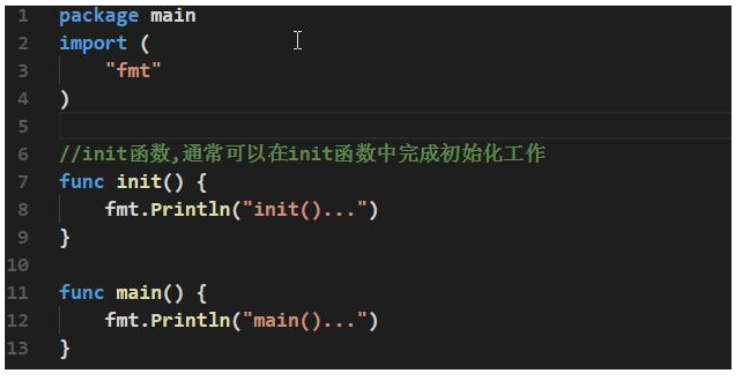 1 package main
2 import (
3 "fmt"
4 )
5
6 //init函数,通常可以在init函数中完成初始化工作
7 func init() {
8 fmt.Println("init()...")
9 }
10
11 func main() {
12 fmt.Println("main()...")
13 }